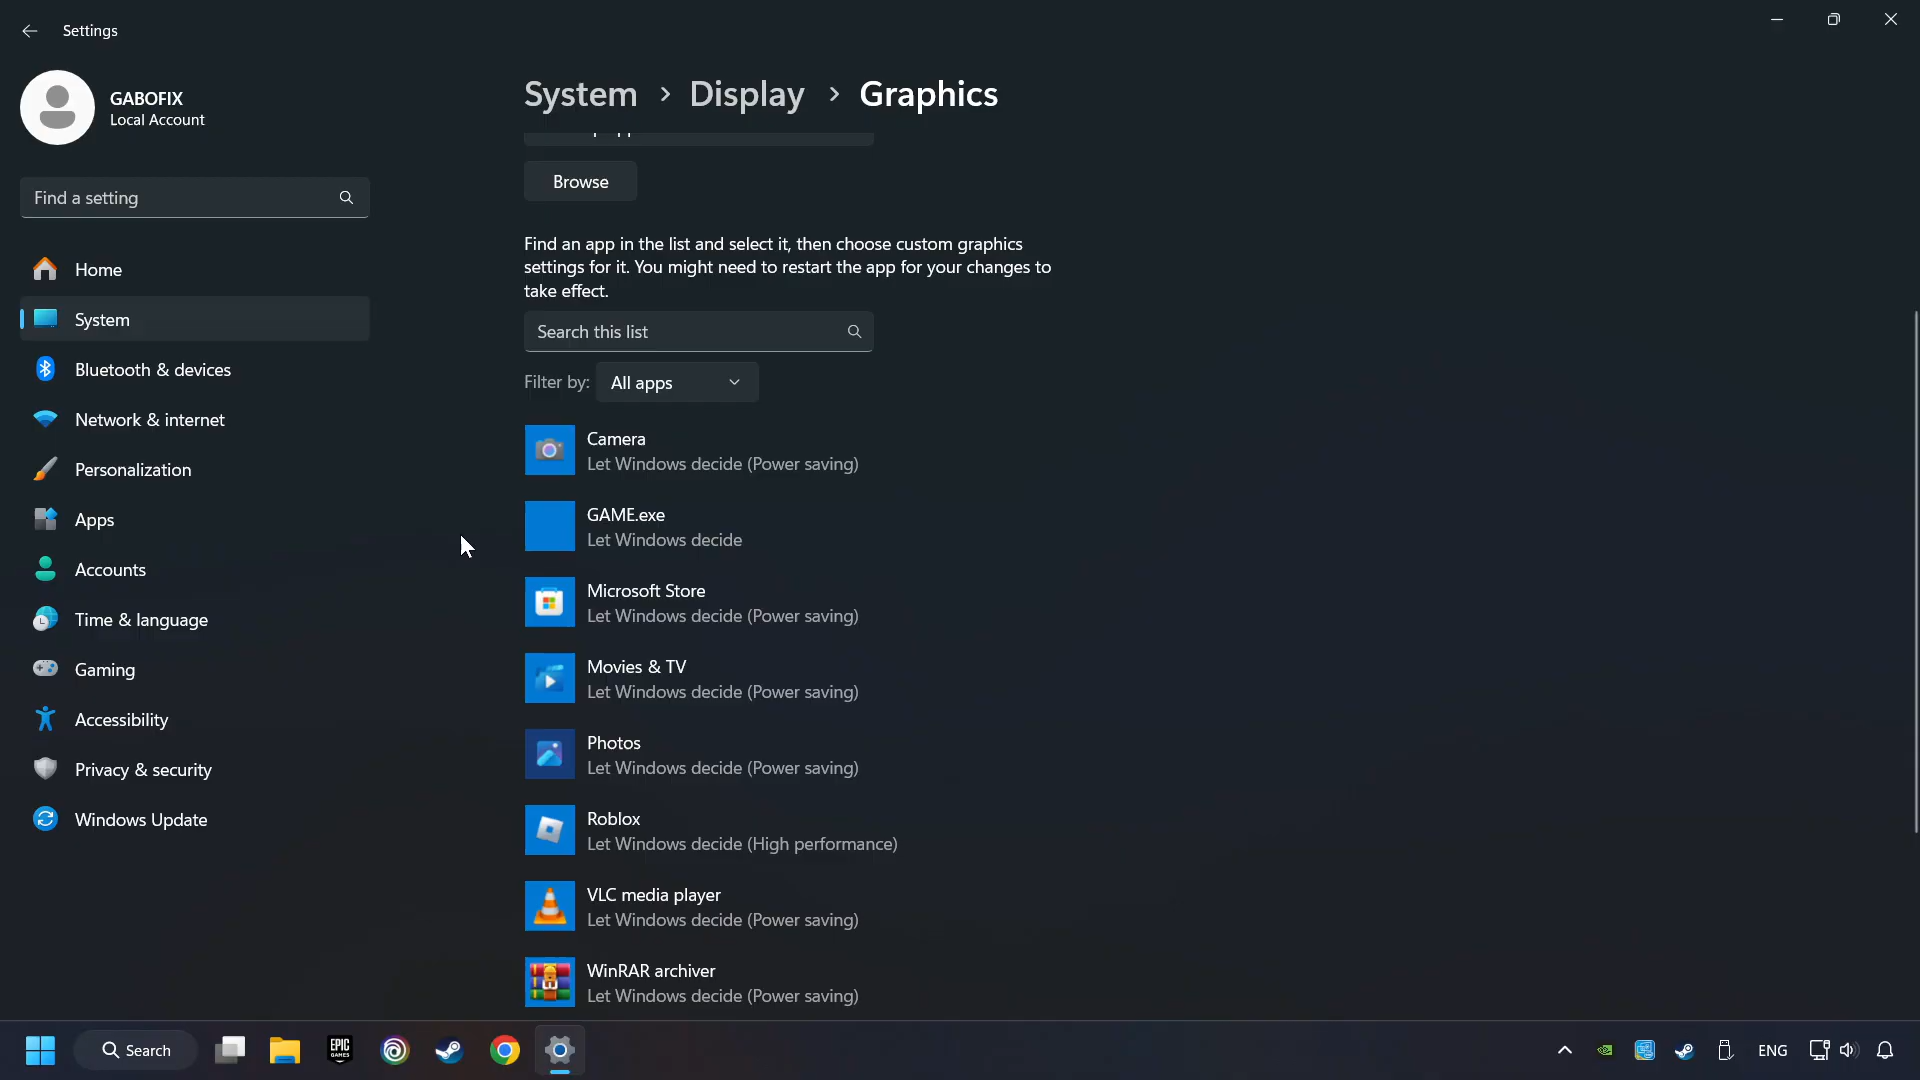 Settings
GABOFIX
Local Account
Find a setting
Home
System
Bluetooth & devices
Network & internet
Personalization
Apps
Accounts
Time & language
Gaming
Accessibility
Privacy & security
Windows Update
System › Display › Graphics
Browse
Find an app in the list and select it, then choose custom graphics
settings for it. You might need to restart the app for your changes to
take effect.
Search this list
Filter by: All apps
Camera
Let Windows decide (Power saving)
GAME.exe
Let Windows decide
Microsoft Store
Let Windows decide (Power saving)
Movies & TV
Let Windows decide (Power saving)
Photos
Let Windows decide (Power saving)
Roblox
Let Windows decide (High performance)
VLC media player
Let Windows decide (Power saving)
WinRAR archiver
Let Windows decide (Power saving)
Search
EPIC
GAMES
ENG